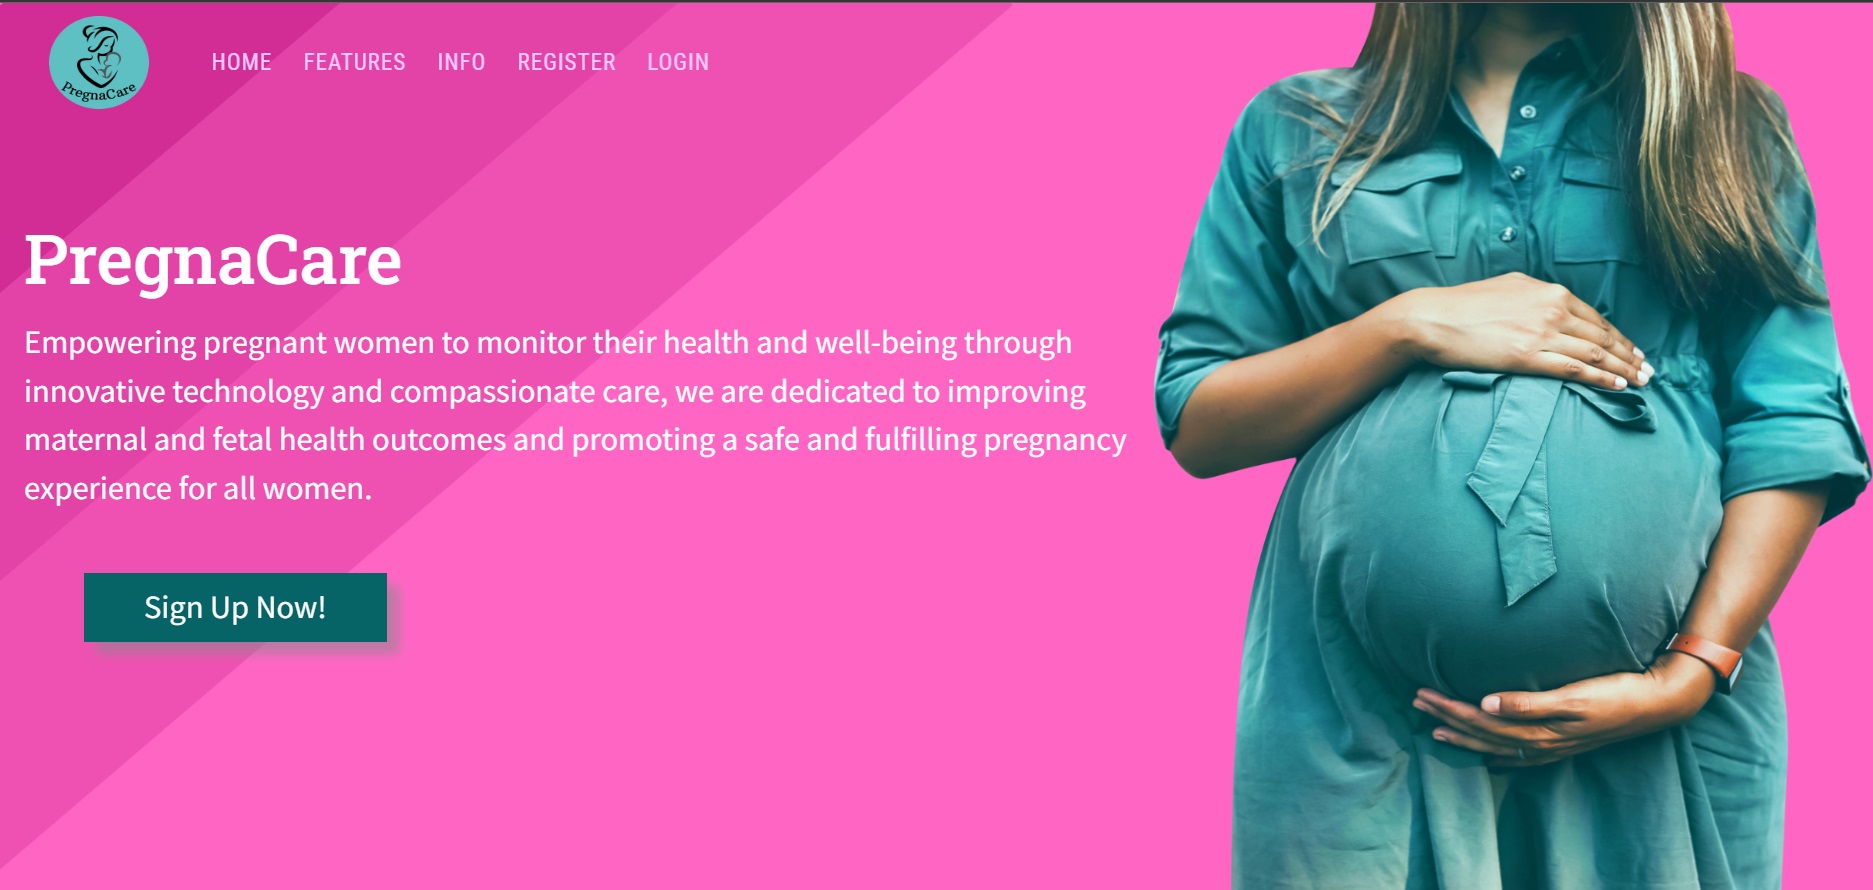 PregnaCare
HOME FEATURES INFO REGISTER LOGIN
PregnaCare
Empowering pregnant women to monitor their health and well-being through
innovative technology and compassionate care, we are dedicated to improving
maternal and fetal health outcomes and promoting a safe and fulfilling pregnancy
experience for all women.
Sign Up Now!